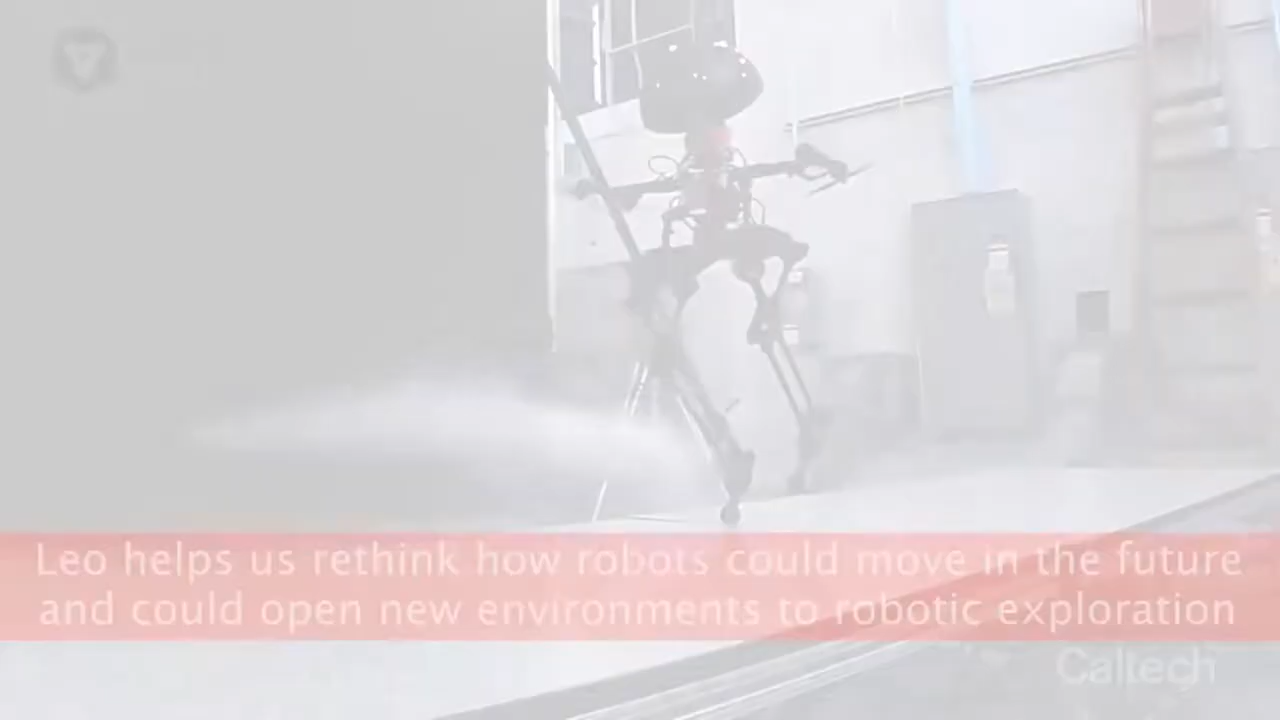 Leo helps us rethink how robots could move in the future
and could open new environments to robotic exploration
Caltech